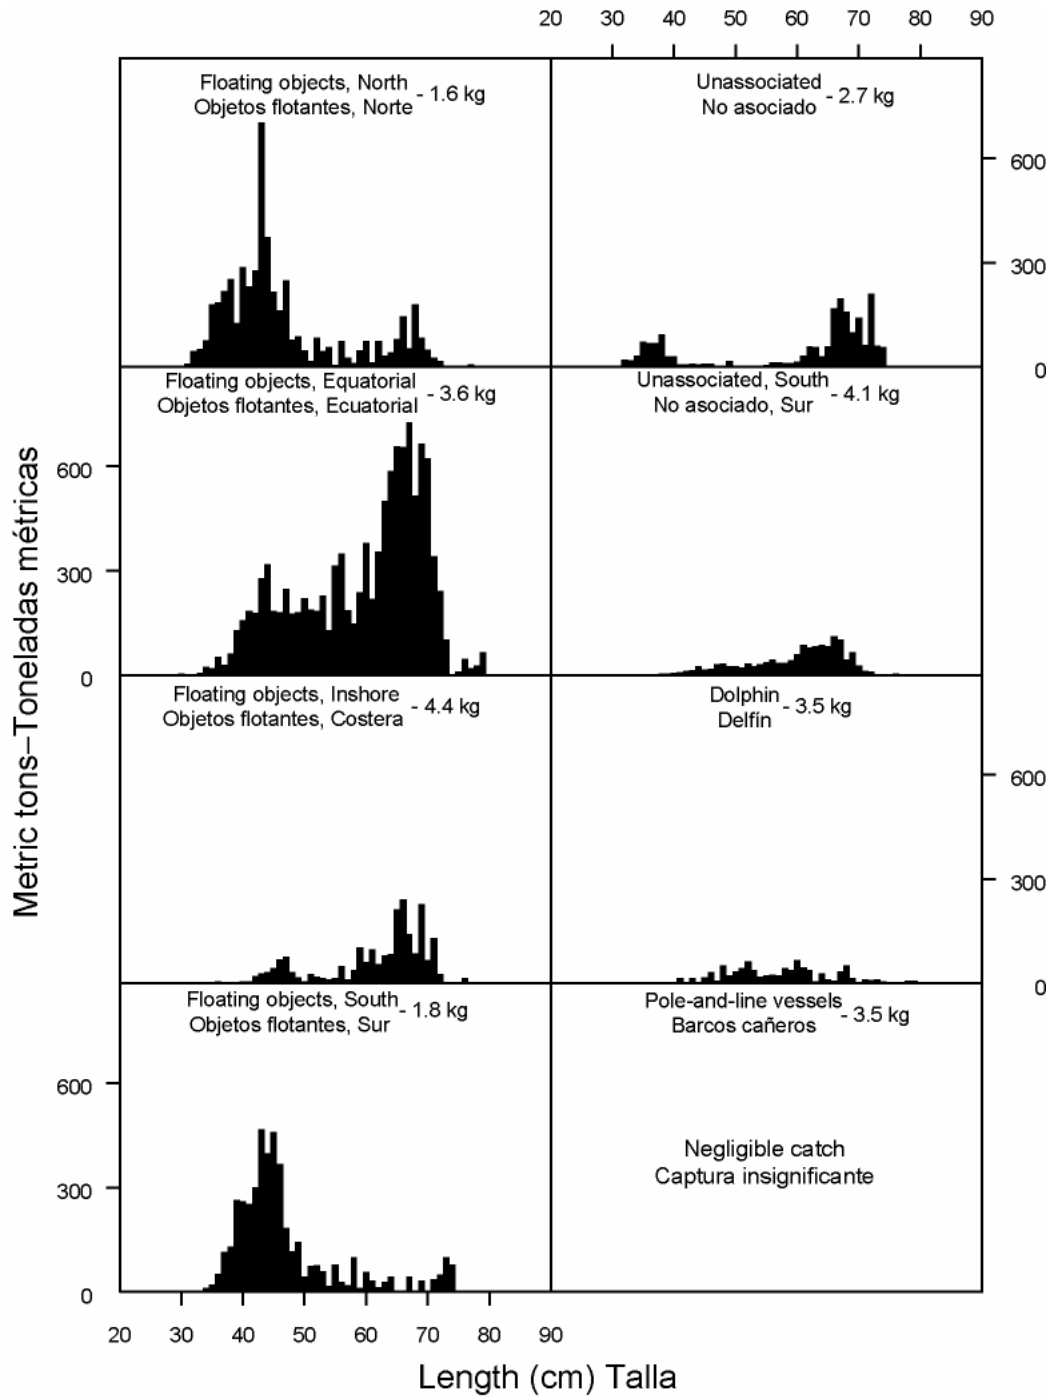 20 30 40 50 60 70 80 90
Floating objects, North
Objetos flotantes, Norte
- 1.6 kg
Unassociated
No asociado
- 2.7 kg
600
300
0
Floating objects, Equatorial
Objetos flotantes, Ecuatorial
- 3.6 kg
Unassociated, South
No asociado, Sur
- 4.1 kg
600
300
0
Floating objects, Inshore
Objetos flotantes, Costera
- 4.4 kg
Dolphin
Delfín
- 3.5 kg
600
300
0
Floating objects, South
Objetos flotantes, Sur
- 1.8 kg
Pole-and-line vessels
Barcos cañeros
- 3.5 kg
600
300
0
Negligible catch
Captura insignificante
Metric tons–Toneladas métricas
20 30 40 50 60 70 80 90
Length (cm) Talla